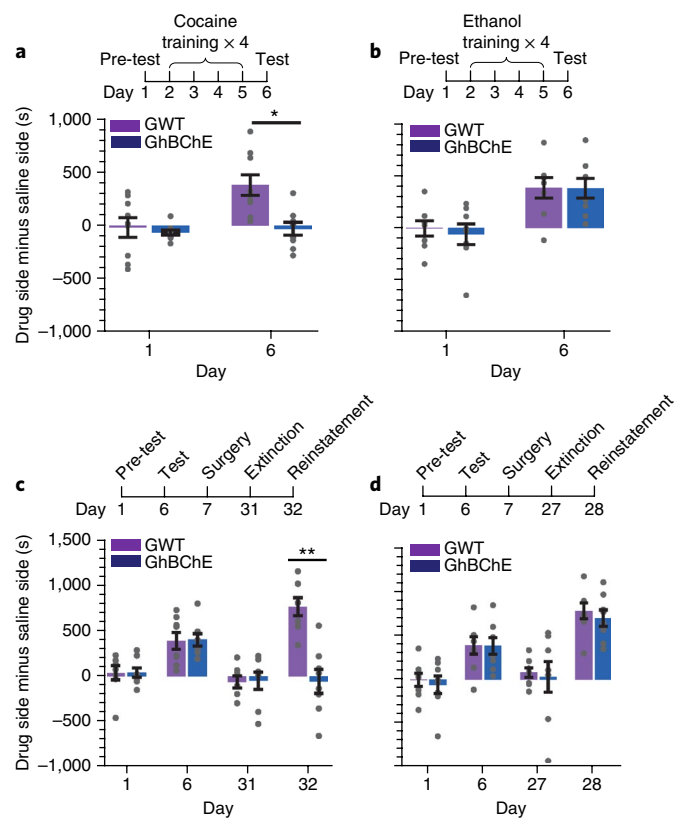 a
Cocaine
training × 4
Pre-test
Test
Day 1 2 3 4 5 6
b
Ethanol
training × 4
Pre-test
Test
Day 1 2 3 4 5 6
Drug side minus saline side (s)
1,000
500
0
−500
−1,000
GWT
GhBChE
*
1 6
Day
GWT
GhBChE
1 6
Day
c
Pre-test
Test
Surgery
Extinction
Reinstatement
Day 1 6 7 31 32
d
Pre-test
Test
Surgery
Extinction
Reinstatement
Day 1 6 7 27 28
Drug side minus saline side (s)
1,500
1,000
500
0
−500
−1,000
GWT
GhBChE
**
1 6 31 32
Day
GWT
GhBChE
1 6 27 28
Day